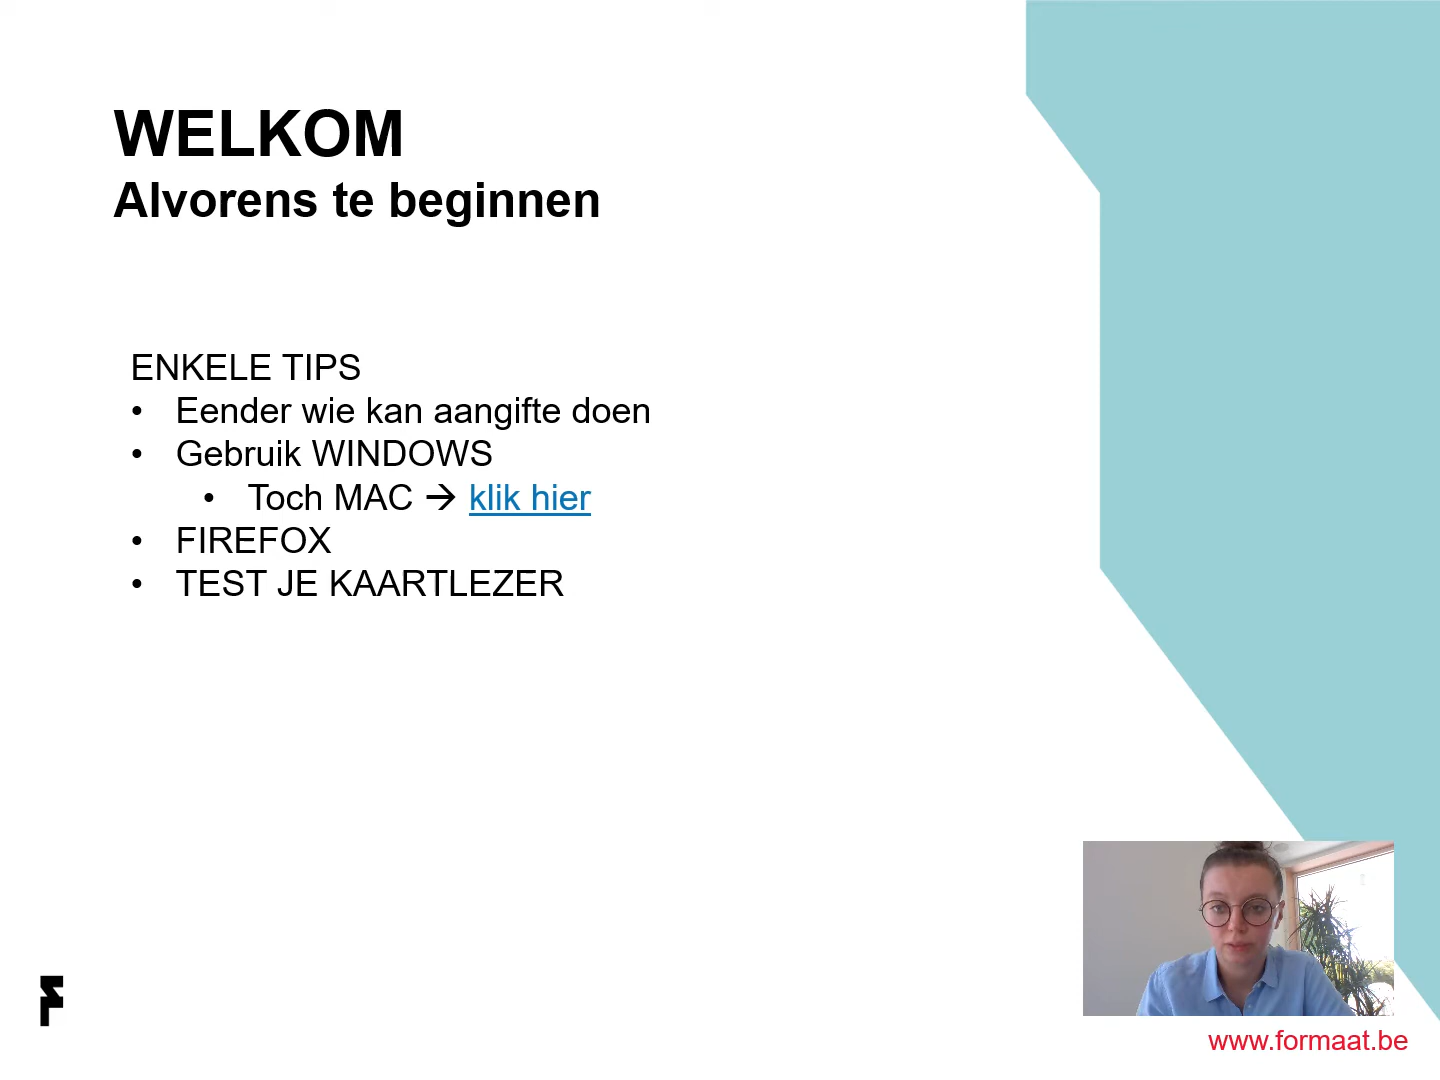 WELKOM
Alvorens te beginnen
ENKELE TIPS
• Eender wie kan aangifte doen
• Gebruik WINDOWS
• Toch MAC → klik hier
• FIREFOX
• TEST JE KAARTLEZER
www.formaat.be